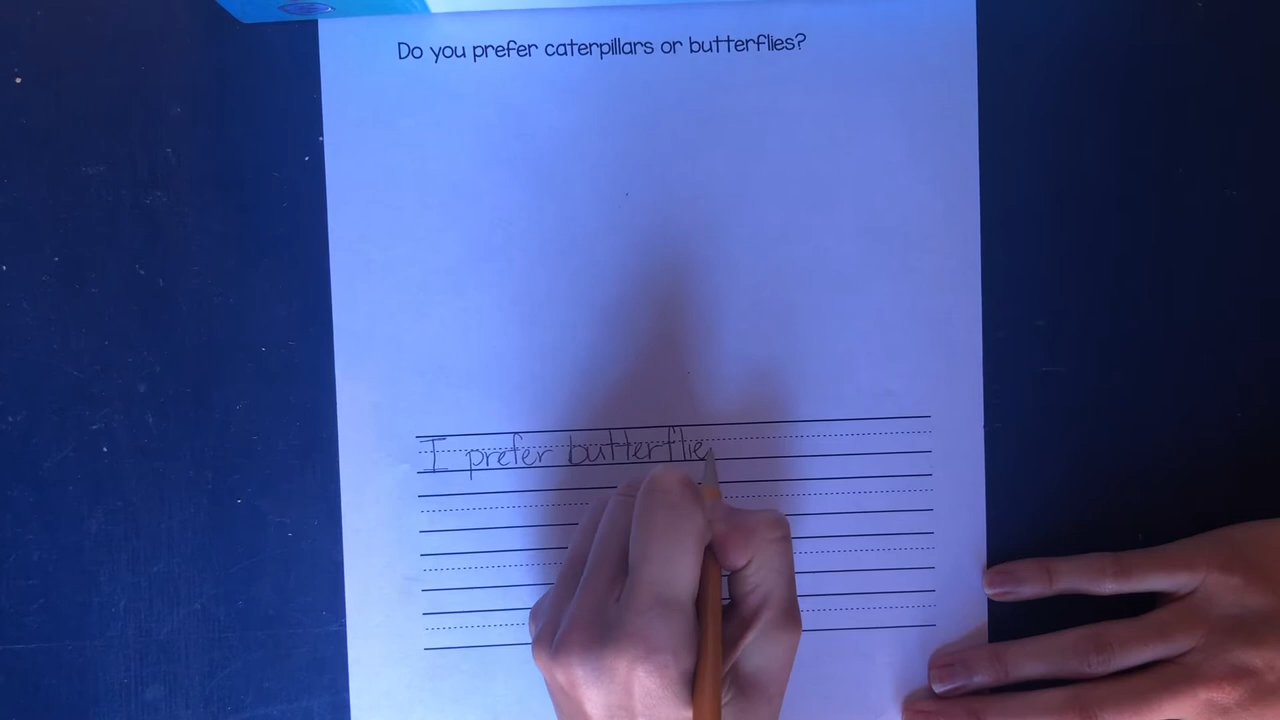 Do you prefer caterpillars or butterflies?
I prefer butterflie